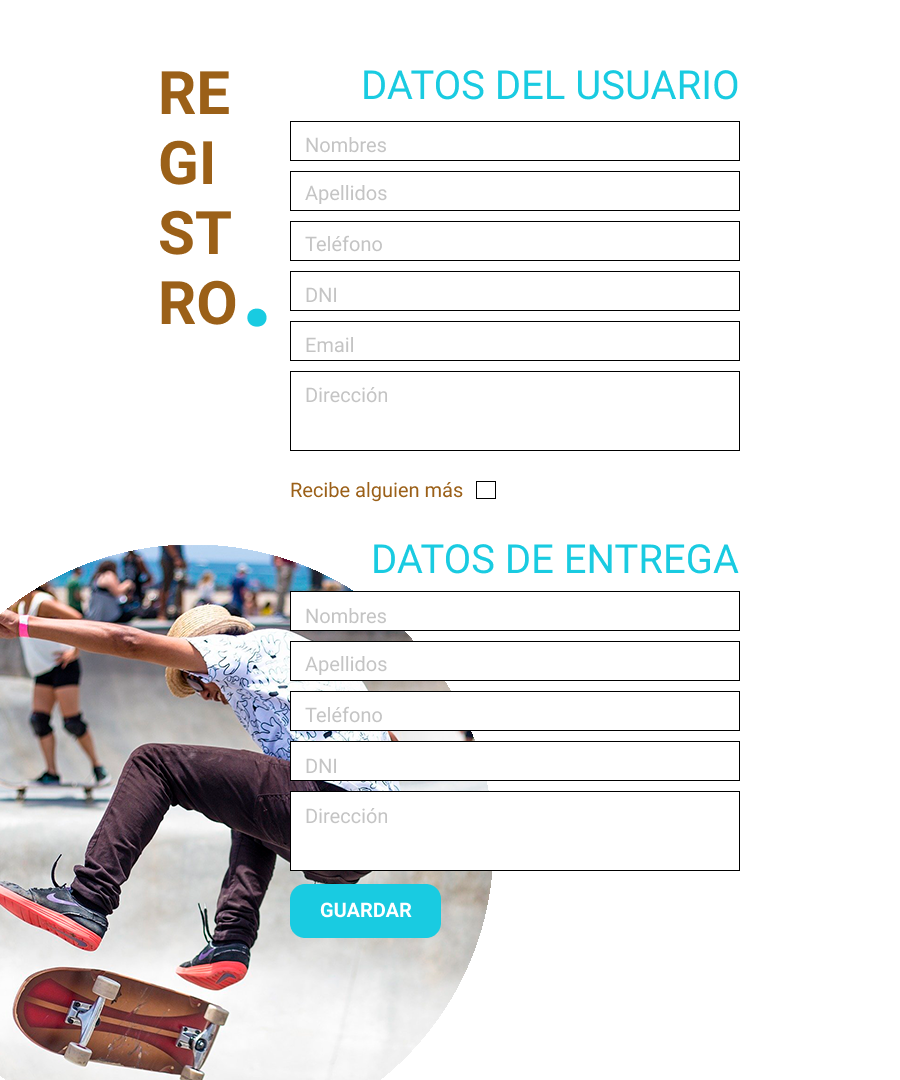 RE
GI
ST
RO.
DATOS DEL USUARIO
Nombres
Apellidos
Teléfono
DNI
Email
Dirección
Recibe alguien más
DATOS DE ENTREGA
Nombres
Apellidos
Teléfono
DNI
Dirección
GUARDAR